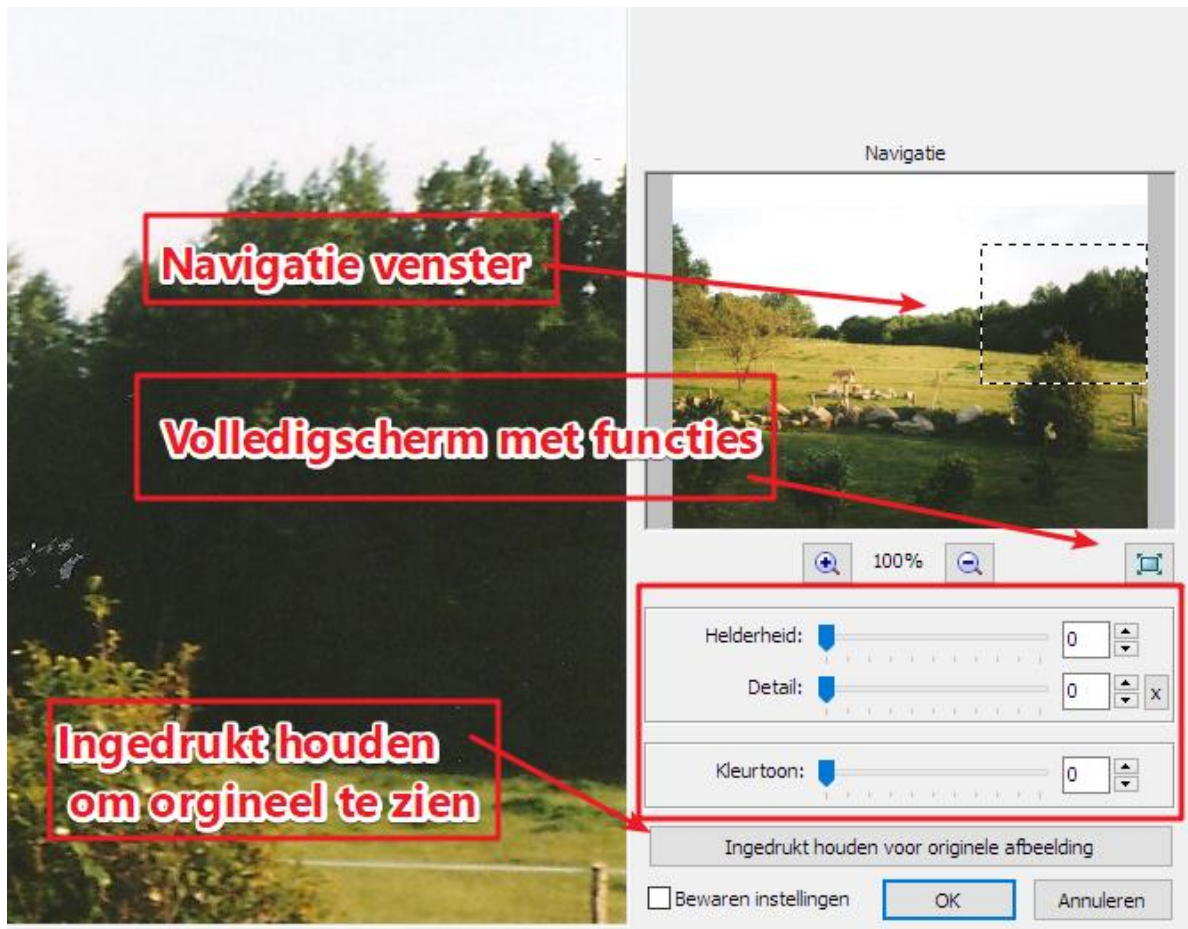 Navigatie
Navigatie venster
Volledigscherm met functies
100%
Helderheid: 0
Detail: 0 x
Kleurtoon: 0
Ingedrukt houden
om orgineel te zien
Ingedrukt houden voor originele afbeelding
Bewaren instellingen OK Annuleren